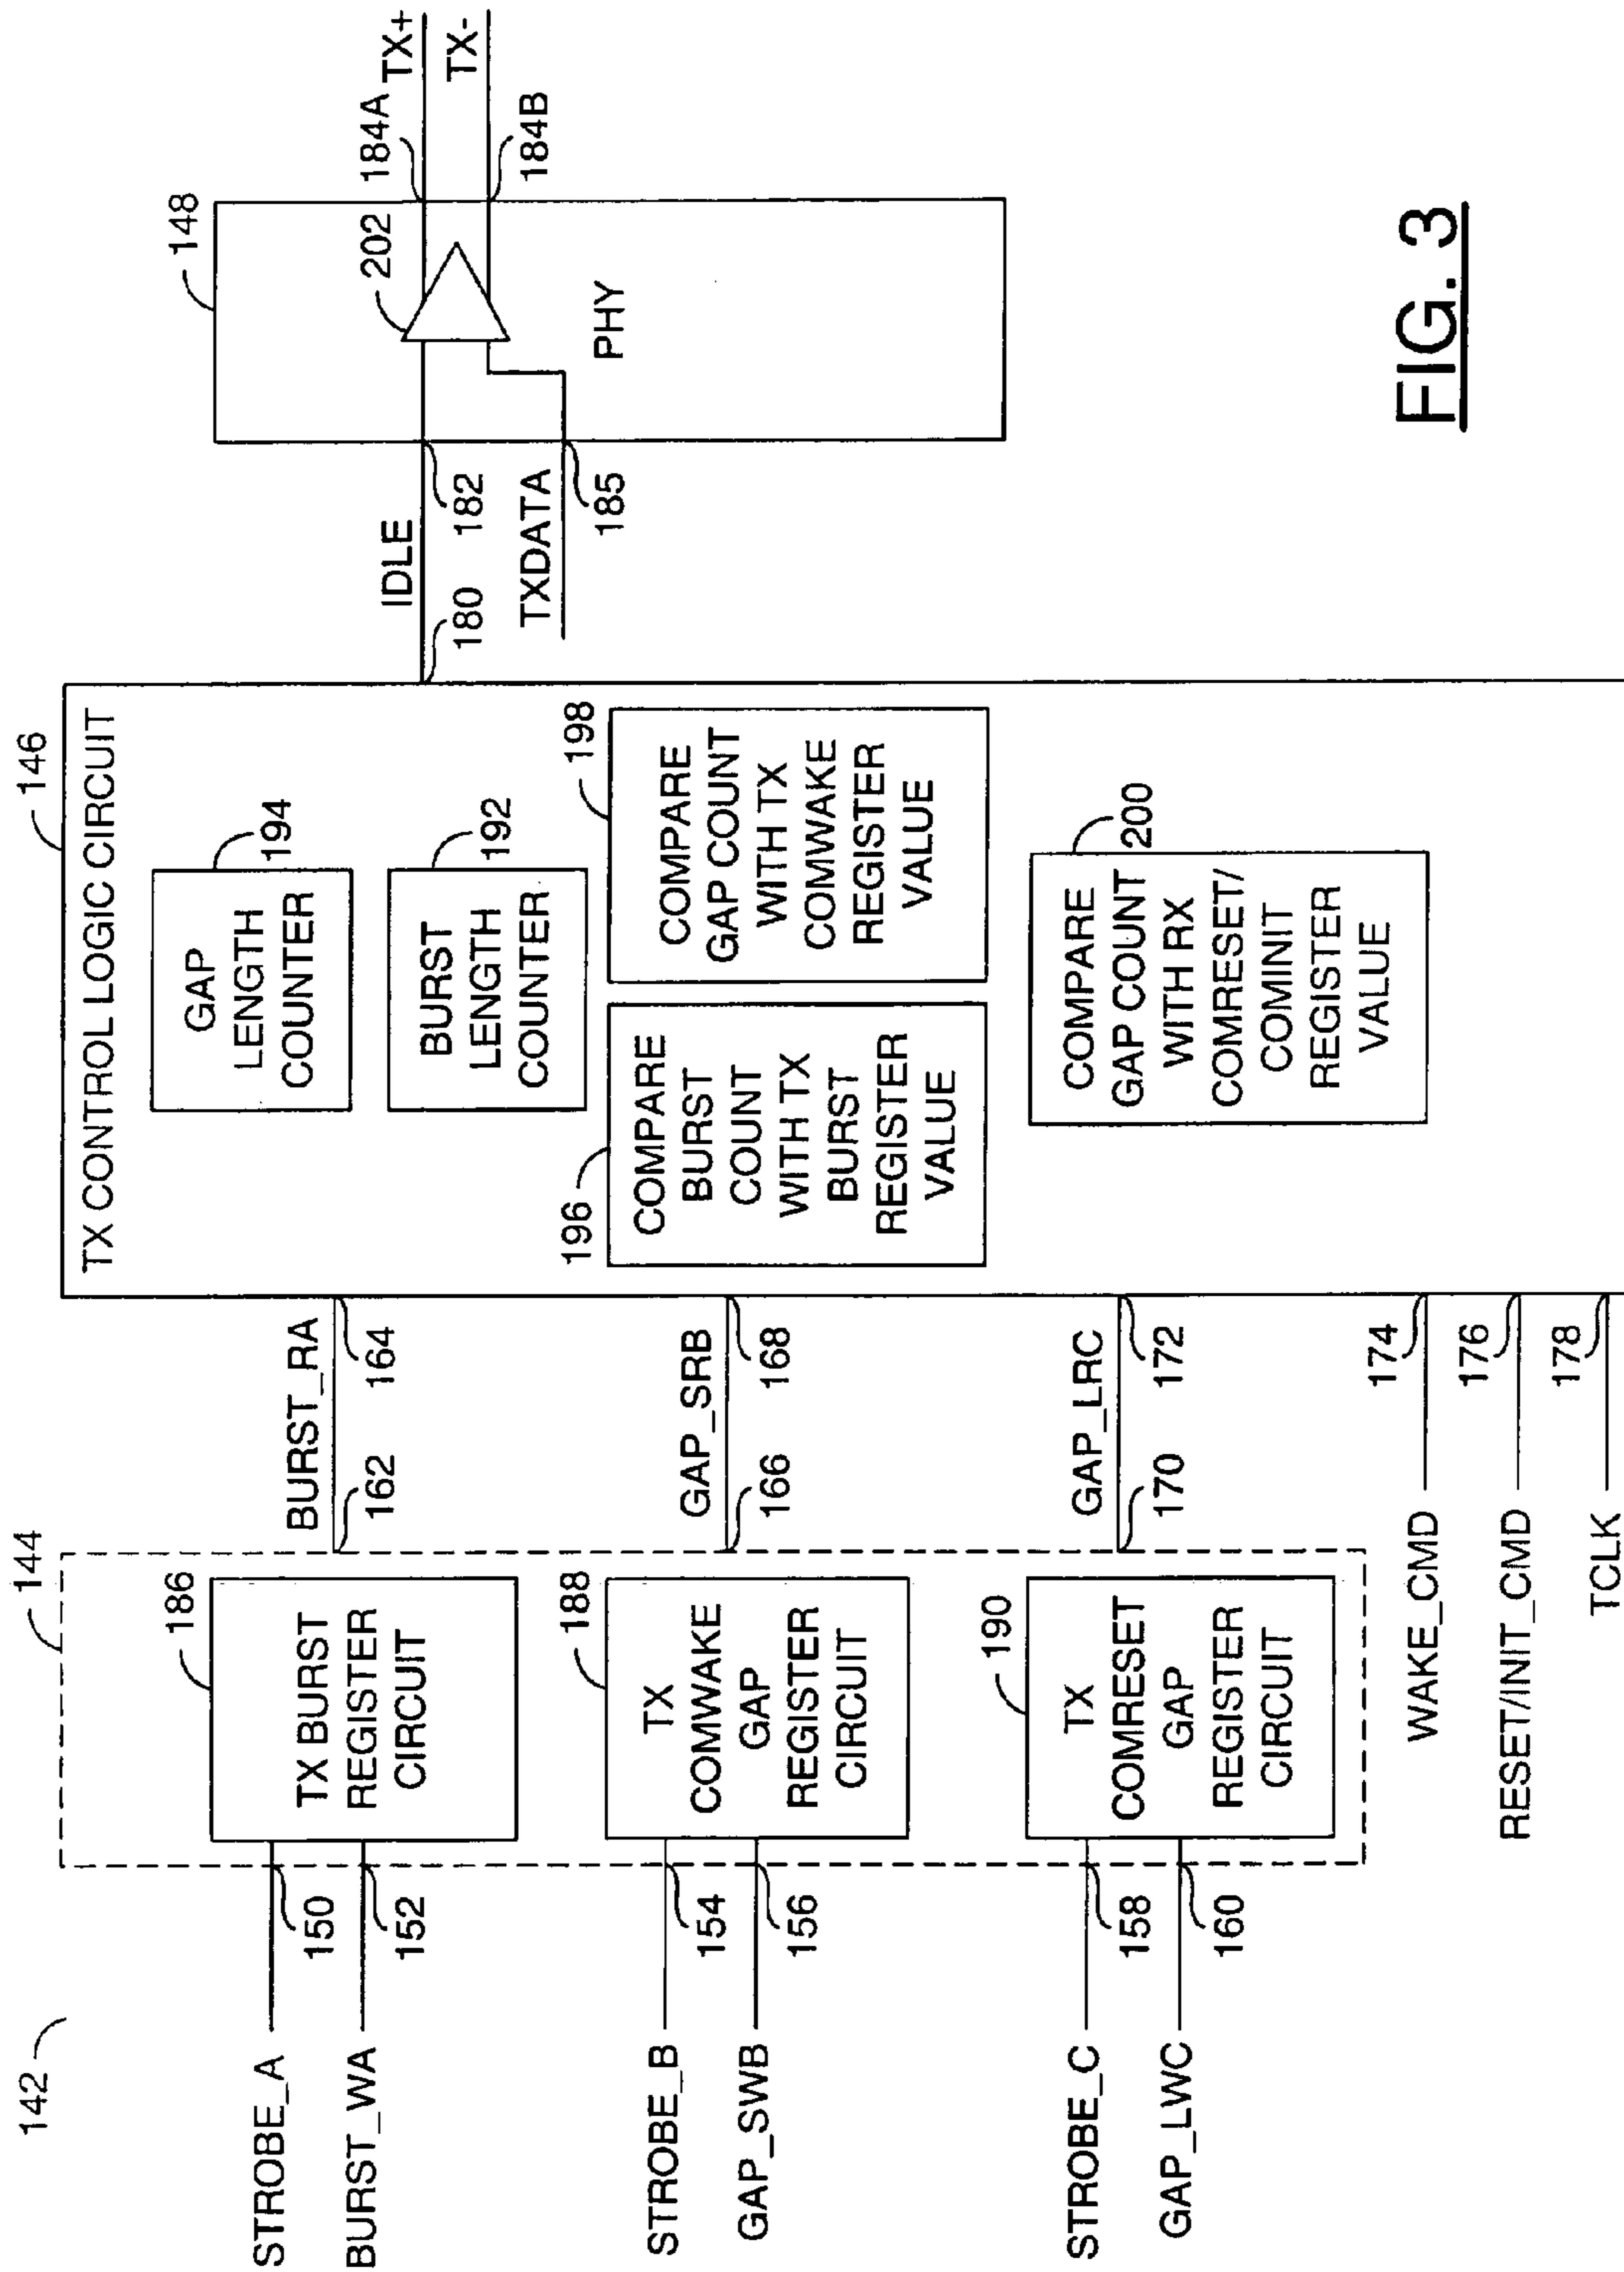 142
144
146
148
STROBE_A
150
BURST_WA
152
186
TX BURST
REGISTER
CIRCUIT
STROBE_B
154
GAP_SWB
156
188
TX
COMWAKE
GAP
REGISTER
CIRCUIT
STROBE_C
158
GAP_LWC
160
190
TX
COMRESET
GAP
REGISTER
CIRCUIT
BURST_RA
162
164
GAP_SRB
166
168
GAP_LRC
170
172
WAKE_CMD
174
RESET/INIT_CMD
176
TCLK
178
TX CONTROL LOGIC CIRCUIT
GAP
LENGTH
COUNTER
194
BURST
LENGTH
COUNTER
192
196
COMPARE
BURST
COUNT
WITH TX
BURST
REGISTER
VALUE
198
COMPARE
GAP COUNT
WITH TX
COMWAKE
REGISTER
VALUE
200
COMPARE
GAP COUNT
WITH RX
COMRESET/
COMINIT
REGISTER
VALUE
180
IDLE
182
TXDATA
185
202
PHY
184A
TX+
184B
TX-
FIG. 3